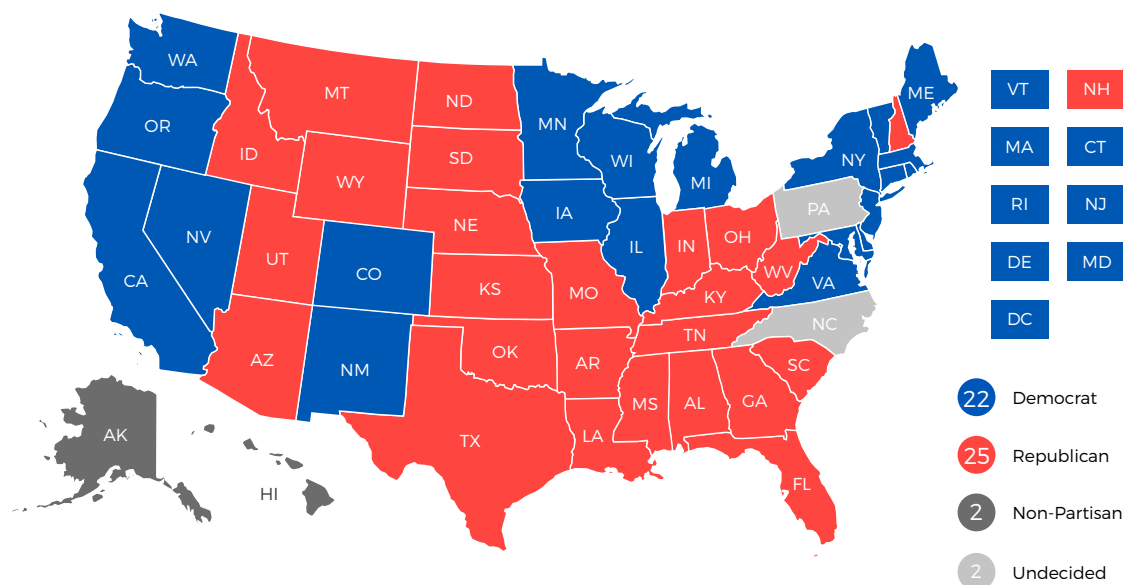 WA
OR
CA
NV
ID
MT
WY
UT
AZ
CO
NM
ND
SD
NE
KS
OK
TX
MN
IA
MO
AR
LA
WI
IL
MI
IN
OH
KY
TN
MS
AL
GA
FL
SC
NC
VA
WV
PA
NY
ME
AK
HI
VT NH
MA CT
RI NJ
DE MD
DC
22 Democrat
25 Republican
2 Non-Partisan
2 Undecided